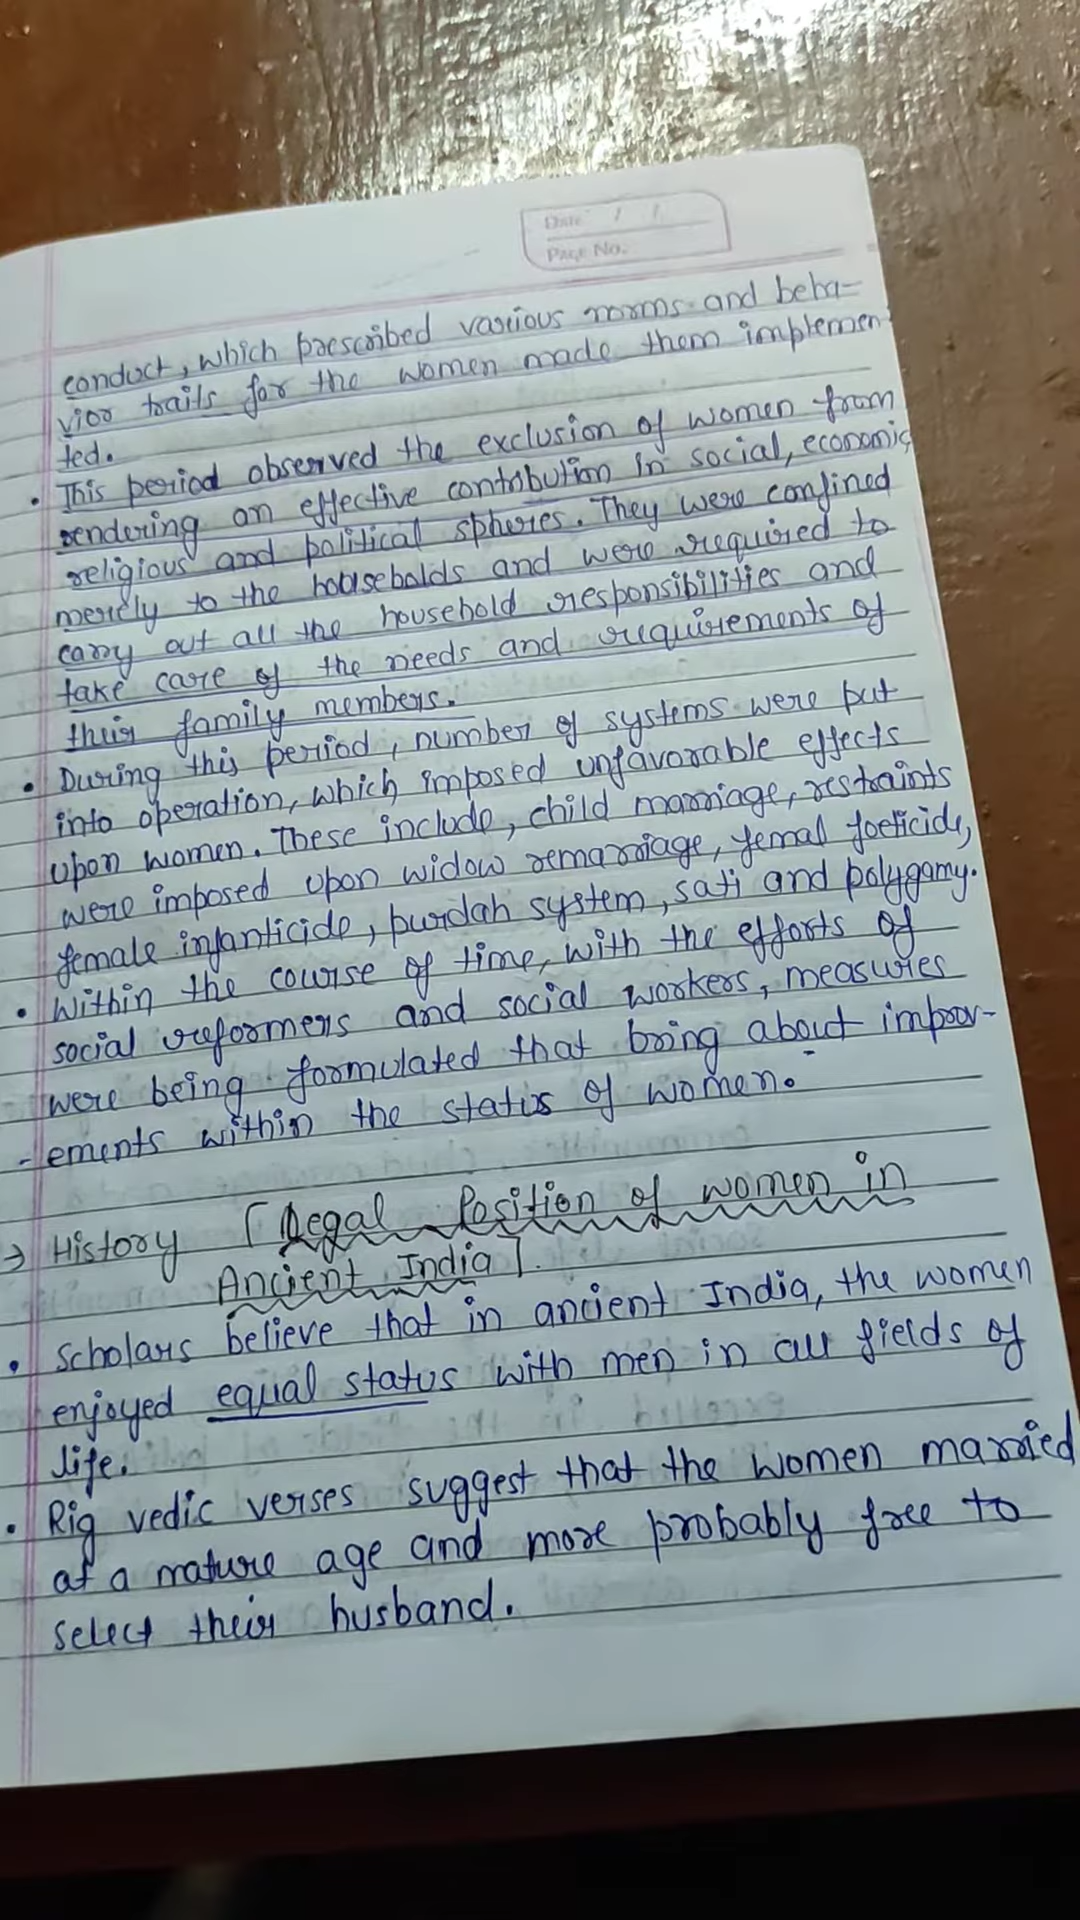 Date / /
Page No.
conduct, which prescribed various norms and beha-
vior trails for the women made them implemen-
ted.
• This period observed the exclusion of women from
rendering an effective contribution in social, economic
religious and political spheres. They were confined
merely to the households and were required to
carry out all the household responsibilities and
take care of the needs and requirements of
their family members.
• During this period, number of systems were put
into operation, which imposed unfavorable effects
upon women. These include, child marriage, restraints
were imposed upon widow remarriage, femal foeticide,
female infanticide, purdah system, sati and polygamy.
• Within the course of time, with the efforts of
social reformers and social workers, measures
were being formulated that bring about improv-
-ements within the status of women.
→ History [Legal Position of women in
Ancient India].
• Scholars believe that in ancient India, the women
enjoyed equal status with men in all fields of
life.
• Rig vedic verses suggest that the women married
at a mature age and more probably free to
select their husband.